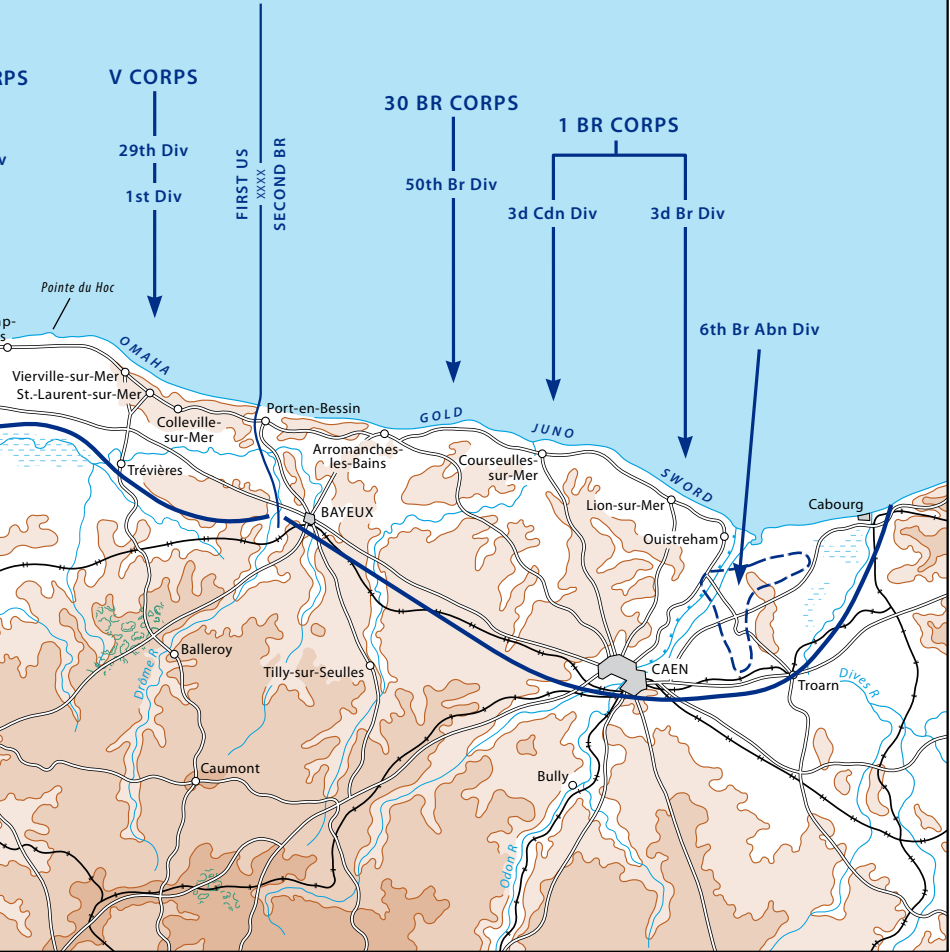 RPS
V CORPS
30 BR CORPS
1 BR CORPS
29th Div
v
FIRST US
XXXX
SECOND BR
50th Br Div
1st Div
3d Cdn Div
3d Br Div
Pointe du Hoc
6th Br Abn Div
mp-
s
OMAHA
Vierville-sur-Mer
St.-Laurent-sur-Mer
Colleville-
sur-Mer
Port-en-Bessin
GOLD
JUNO
Arromanches-
les-Bains
Courseulles-
sur-Mer
Trévières
SWORD
Lion-sur-Mer
Cabourg
BAYEUX
Ouistreham
Balleroy
Drôme R
Tilly-sur-Seulles
CAEN
Troarn
Dives R
Caumont
Bully
Odon R